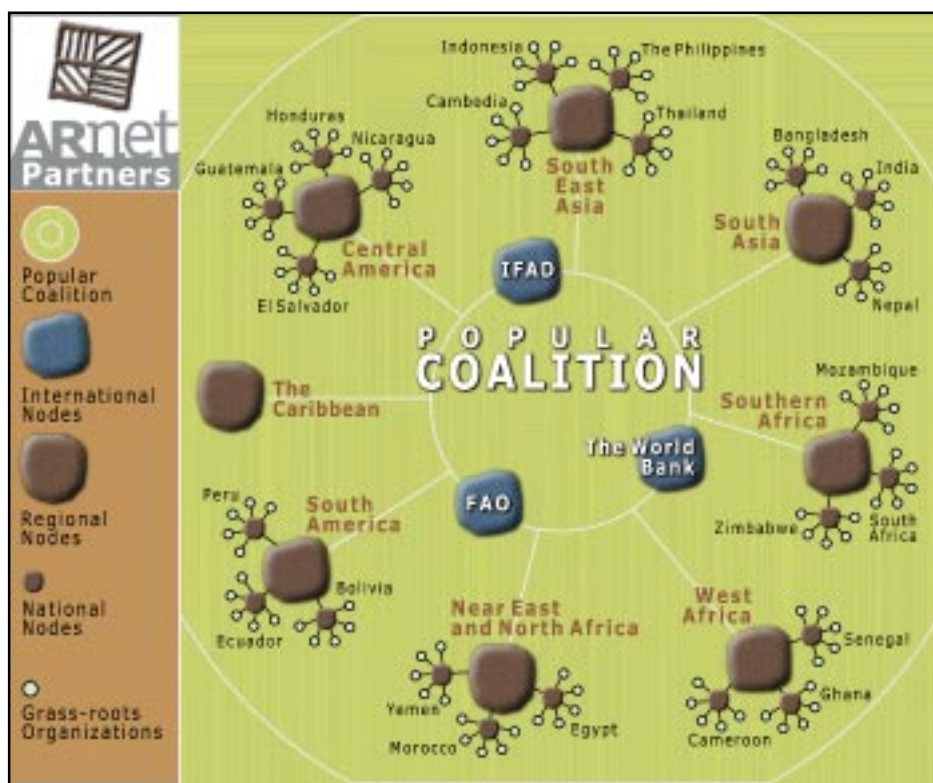 ARnet
Partners
Popular
Coalition
International
Nodes
Regional
Nodes
National
Nodes
Grass-roots
Organizations
Indonesia
The Philippines
Cambodia
Thailand
South
East
Asia
Honduras
Nicaragua
Guatemala
Central
America
El Salvador
Bangladesh
India
South
Asia
Nepal
IFAD
POPULAR
COALITION
The
Caribbean
Mozambique
Southern
Africa
Zimbabwe
South
Africa
The World
Bank
FAO
Peru
South
America
Bolivia
Ecuador
Near East
and North Africa
Yemen
Morocco
Egypt
West
Africa
Senegal
Ghana
Cameroon